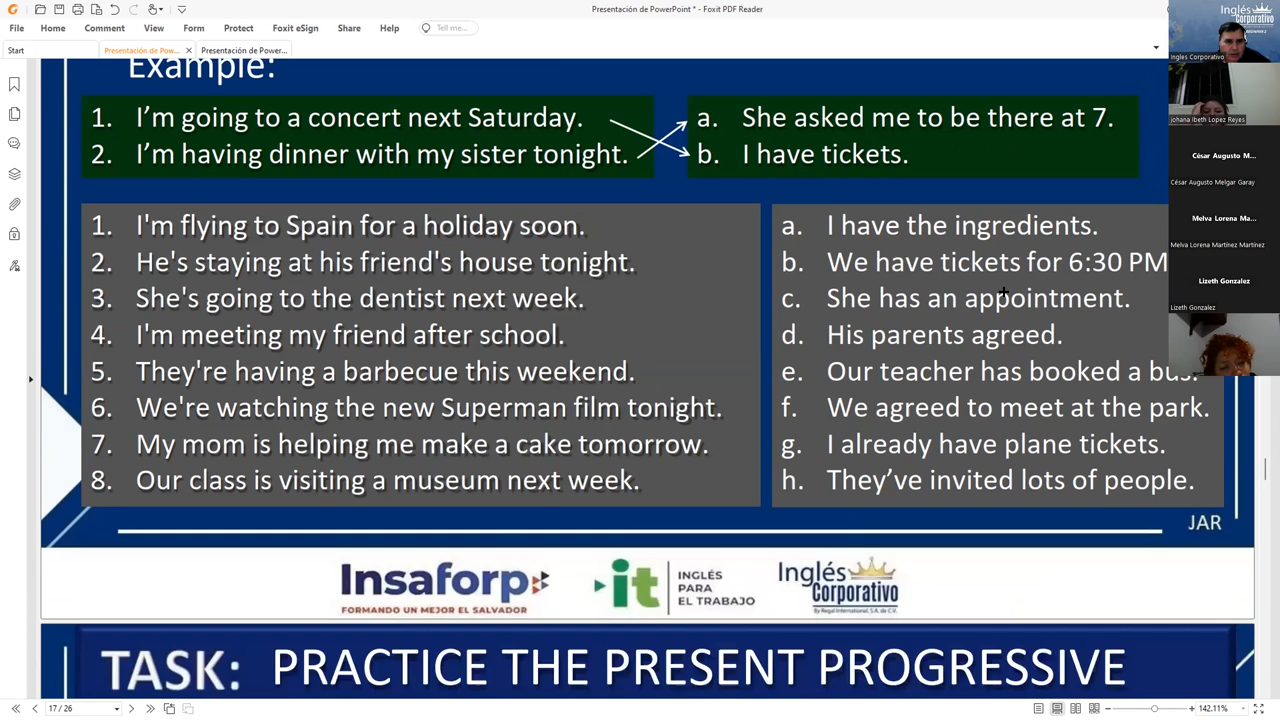 Presentación de PowerPoint * - Foxit PDF Reader
File Home Comment View Form Protect Foxit eSign Share Help Tell me...
Start Presentación de Pow... Presentación de Power...
Example:
1. I'm going to a concert next Saturday.
2. I'm having dinner with my sister tonight.
a. She asked me to be there at 7.
b. I have tickets.
1. I'm flying to Spain for a holiday soon.
2. He's staying at his friend's house tonight.
3. She's going to the dentist next week.
4. I'm meeting my friend after school.
5. They're having a barbecue this weekend.
6. We're watching the new Superman film tonight.
7. My mom is helping me make a cake tomorrow.
8. Our class is visiting a museum next week.
a. I have the ingredients.
b. We have tickets for 6:30 PM
c. She has an appointment.
d. His parents agreed.
e. Our teacher has booked a bus.
f. We agreed to meet at the park.
g. I already have plane tickets.
h. They've invited lots of people.
JAR
Insaforp
FORMANDO UN MEJOR EL SALVADOR
it
INGLÉS
PARA
EL TRABAJO
Inglés
Corporativo
By Regal International, S.A. de C.V.
TASK: PRACTICE THE PRESENT PROGRESSIVE
Inglés
Corporativo
Ingles Corporativo
Johana Ibeth Lopez Reyes
César Augusto M...
César Augusto Melgar Garay
Melva Lorena Ma...
Melva Lorena Martínez Martínez
Lizeth Gonzalez
Lizeth Gonzalez
17 / 26
142.11%